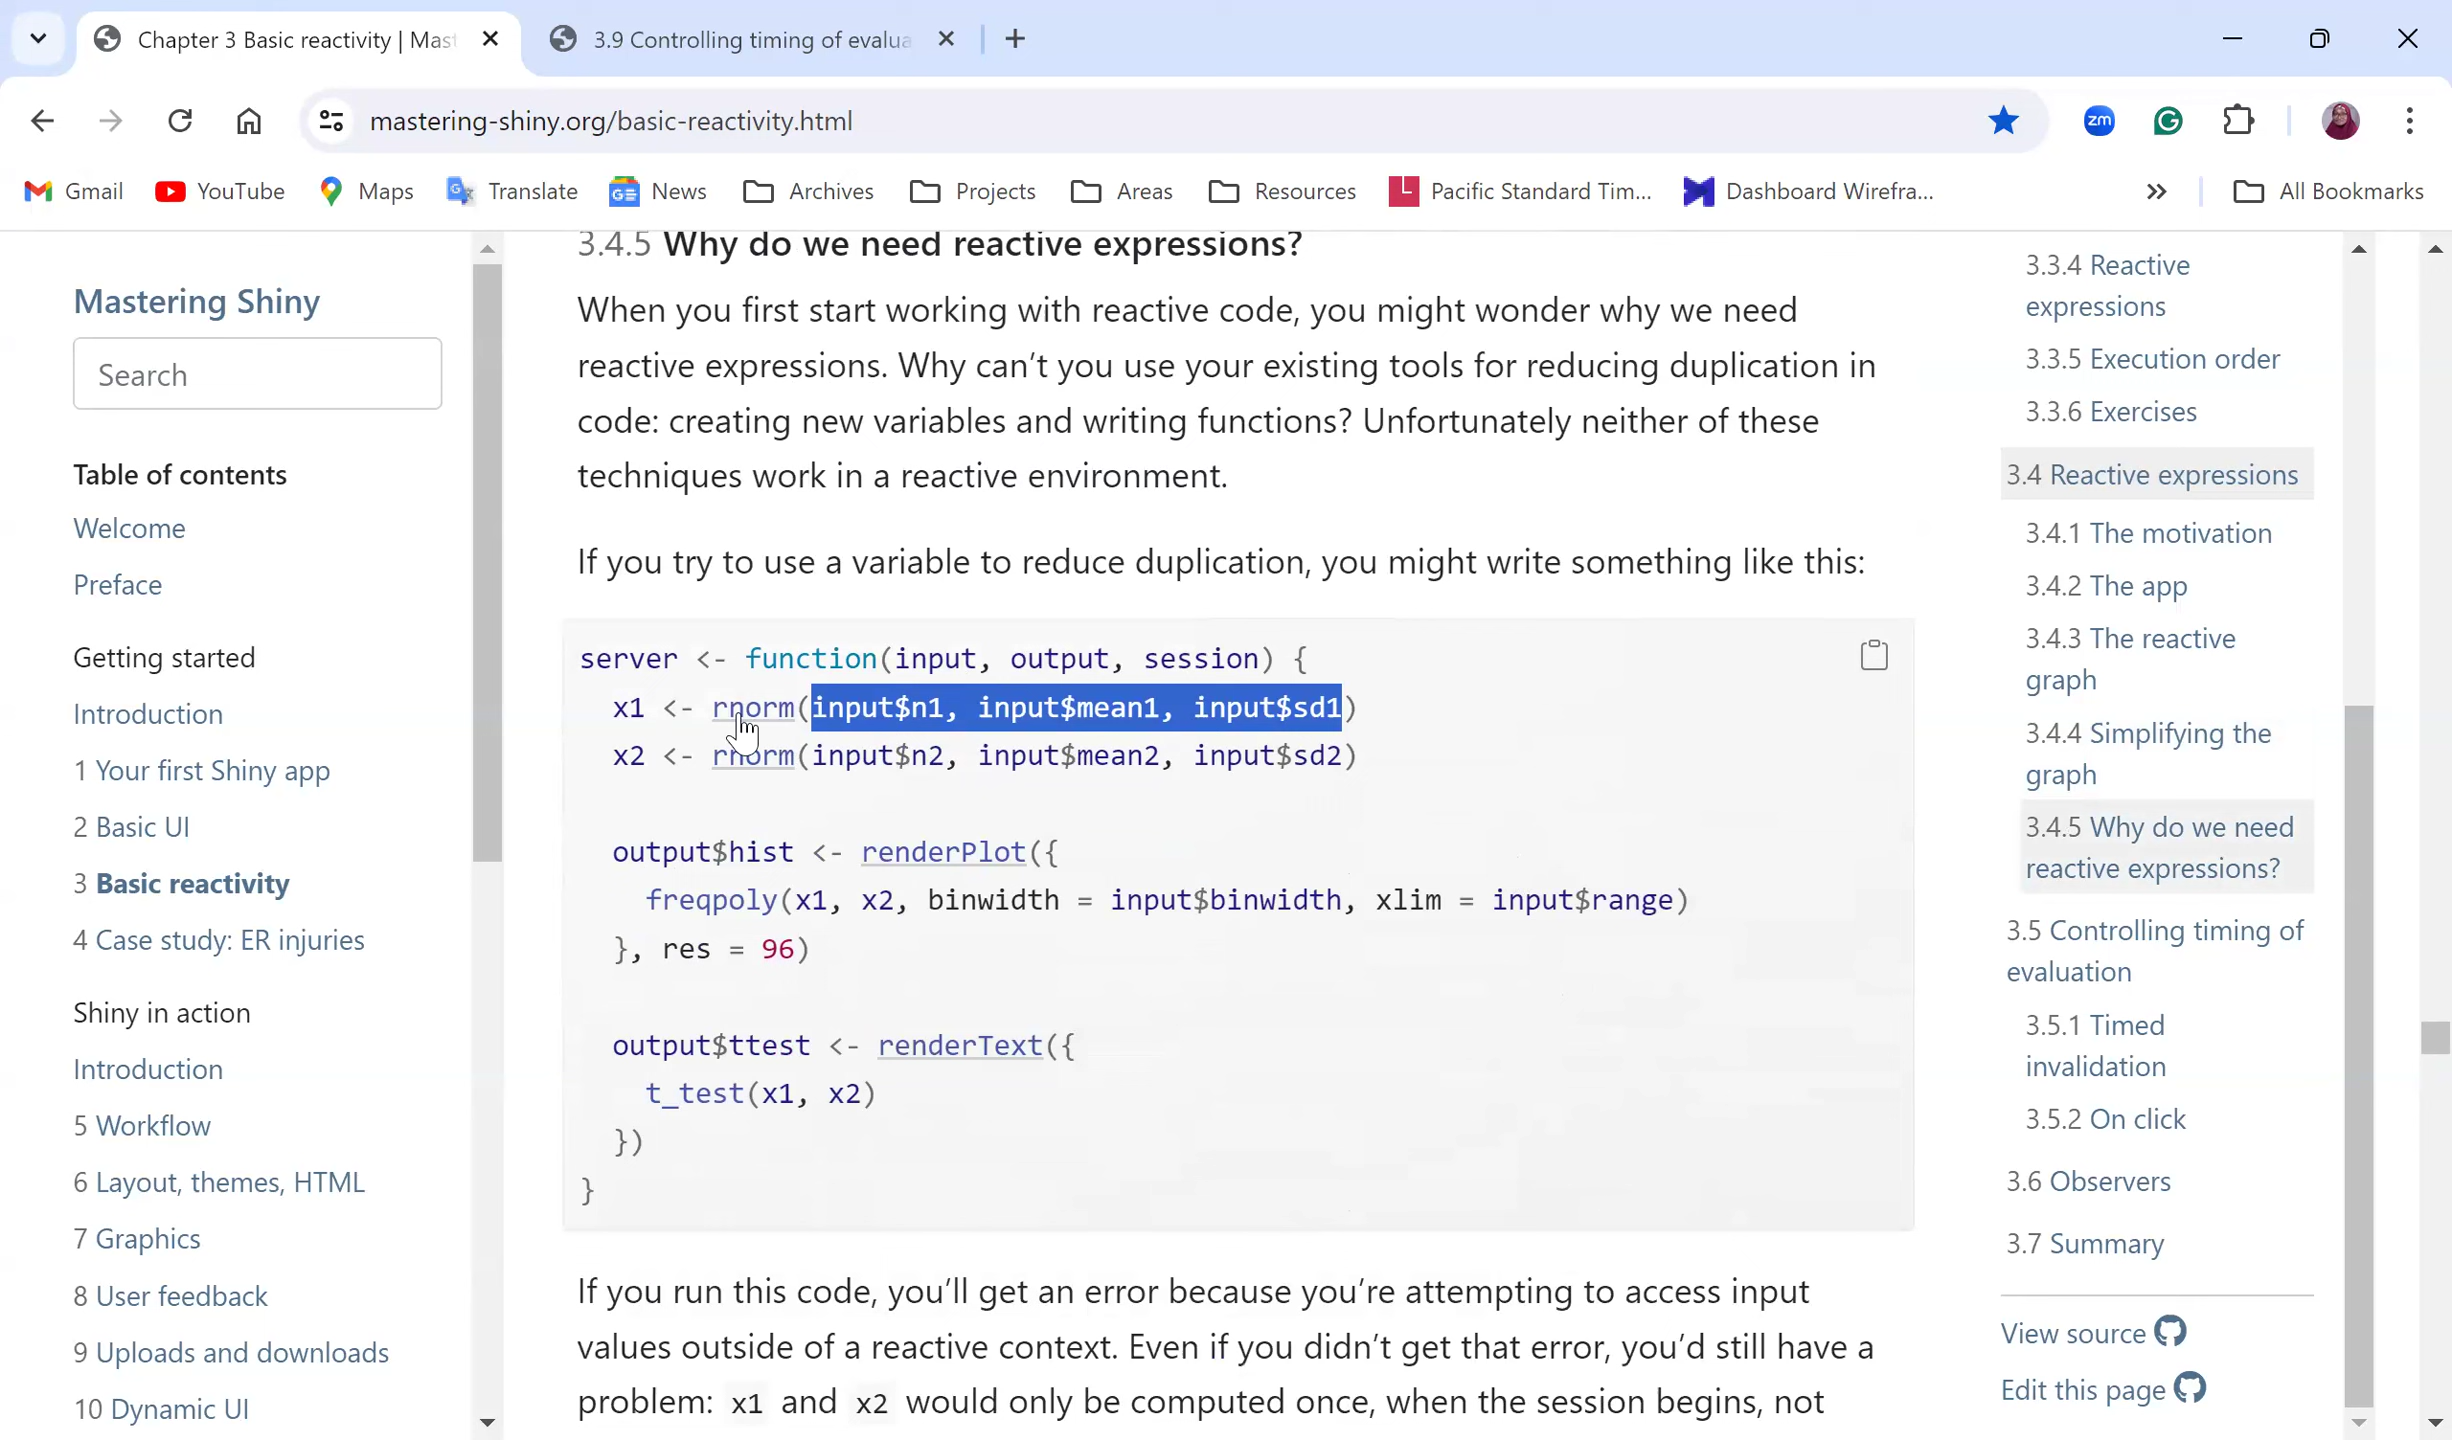 Chapter 3 Basic reactivity | Mast
3.9 Controlling timing of evalua
mastering-shiny.org/basic-reactivity.html
zm
Gmail
YouTube
Maps
Translate
News
Archives
Projects
Areas
Resources
Pacific Standard Tim...
Dashboard Wirefra...
All Bookmarks
Mastering Shiny
Search
Table of contents
Welcome
Preface
Getting started
Introduction
1 Your first Shiny app
2 Basic UI
3 Basic reactivity
4 Case study: ER injuries
Shiny in action
Introduction
5 Workflow
6 Layout, themes, HTML
7 Graphics
8 User feedback
9 Uploads and downloads
10 Dynamic UI
3.4.5 Why do we need reactive expressions?
When you first start working with reactive code, you might wonder why we need
reactive expressions. Why can't you use your existing tools for reducing duplication in
code: creating new variables and writing functions? Unfortunately neither of these
techniques work in a reactive environment.
If you try to use a variable to reduce duplication, you might write something like this:
server <- function(input, output, session) {
  x1 <- rnorm(input$n1, input$mean1, input$sd1)
  x2 <- rnorm(input$n2, input$mean2, input$sd2)
  output$hist <- renderPlot({
    freqpoly(x1, x2, binwidth = input$binwidth, xlim = input$range)
  }, res = 96)
  output$ttest <- renderText({
    t_test(x1, x2)
  })
}
If you run this code, you'll get an error because you're attempting to access input
values outside of a reactive context. Even if you didn't get that error, you'd still have a
problem: x1 and x2 would only be computed once, when the session begins, not
3.3.4 Reactive
expressions
3.3.5 Execution order
3.3.6 Exercises
3.4 Reactive expressions
3.4.1 The motivation
3.4.2 The app
3.4.3 The reactive
graph
3.4.4 Simplifying the
graph
3.4.5 Why do we need
reactive expressions?
3.5 Controlling timing of
evaluation
3.5.1 Timed
invalidation
3.5.2 On click
3.6 Observers
3.7 Summary
View source
Edit this page